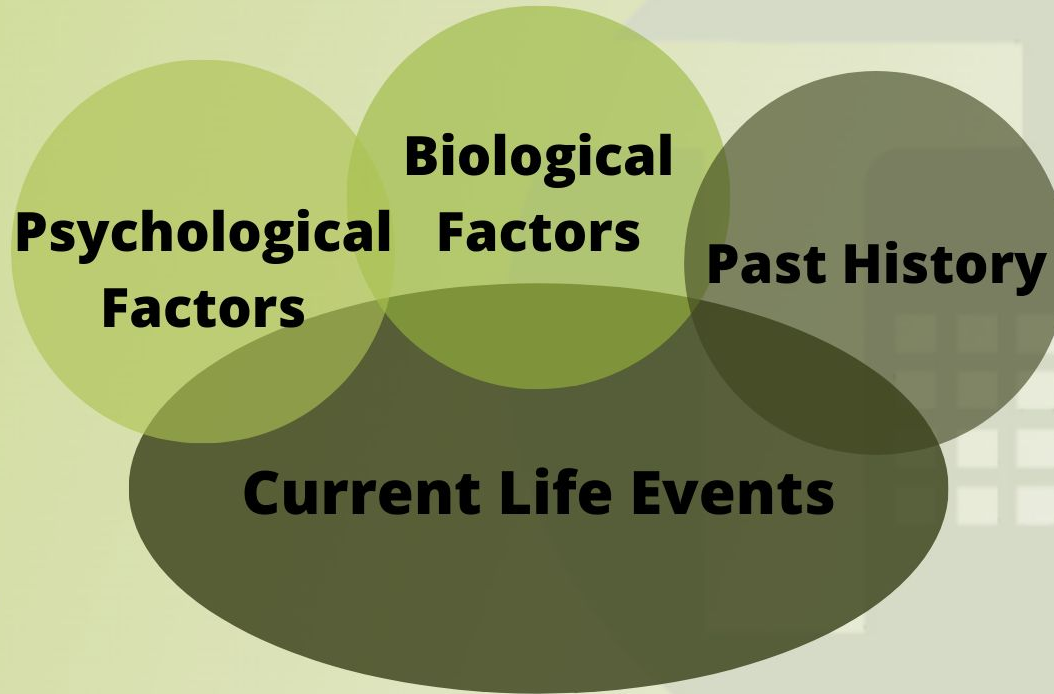 Psychological
Factors
Biological
Factors
Past History
Current Life Events